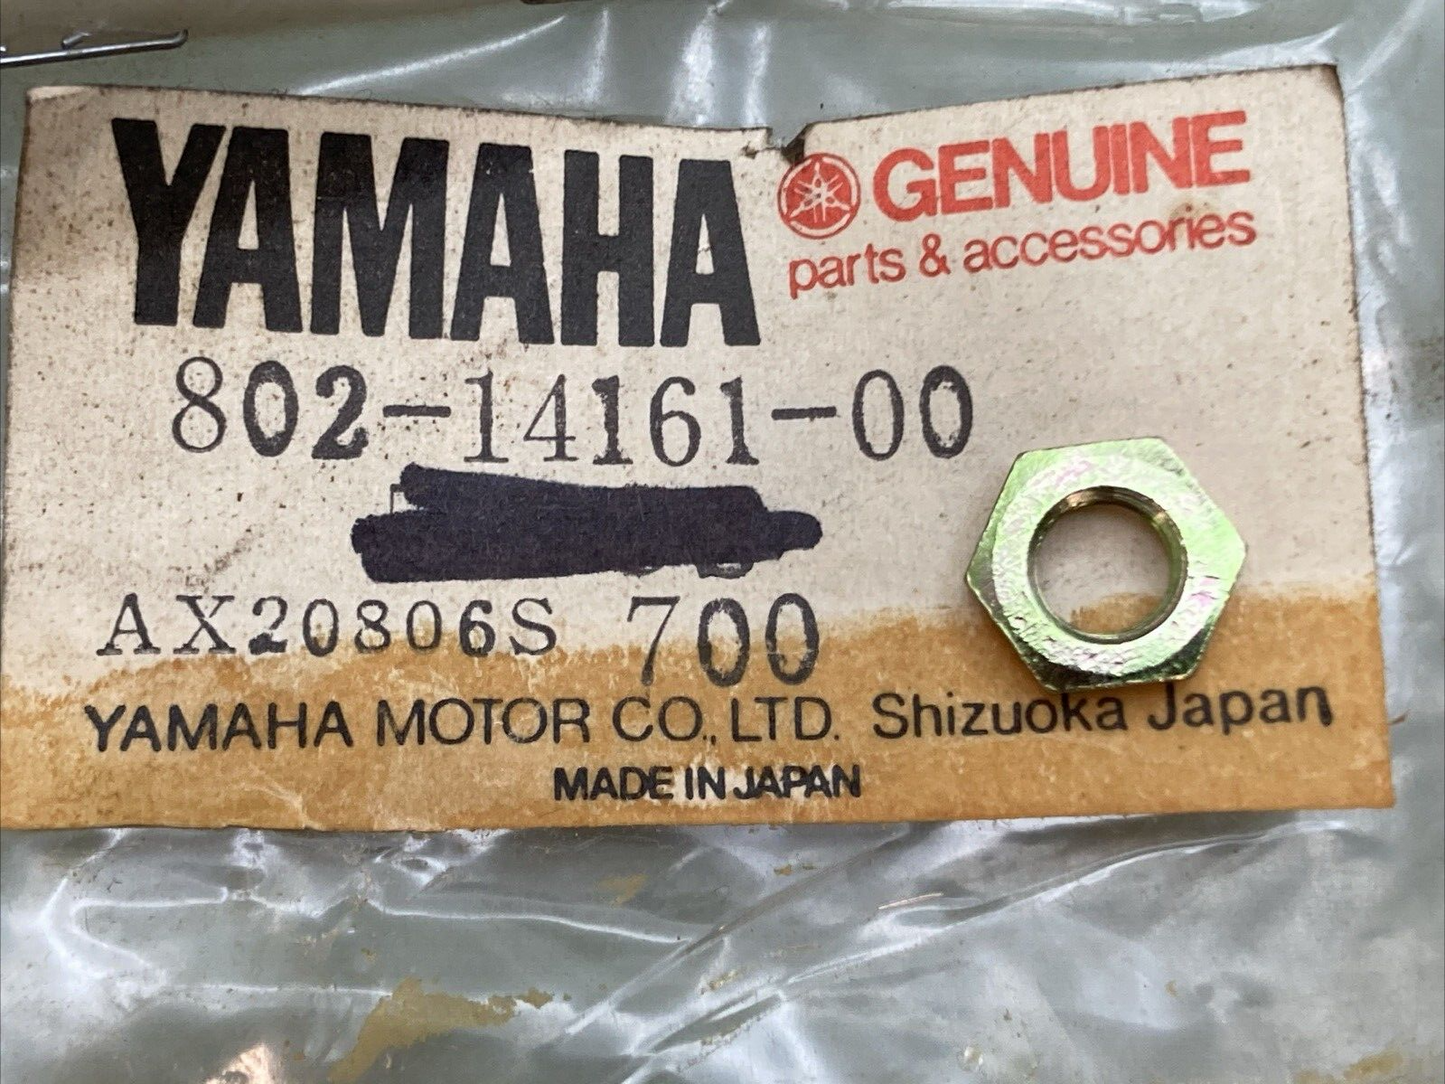 YAMAHA
GENUINE
parts & accessories
802-14161-00
AX20806S 700
YAMAHA MOTOR CO., LTD. Shizuoka Japan
MADE IN JAPAN